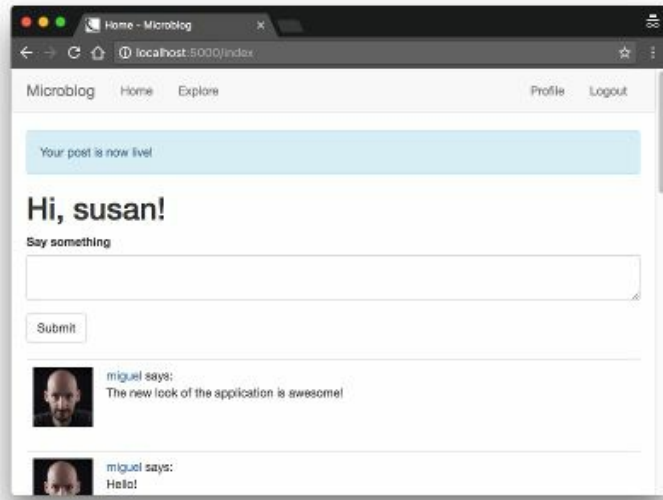 Home - Microblog
localhost:5000/index
Microblog Home Explore Profile Logout
Your post is now live!
Hi, susan!
Say something
Submit
miguel says:
The new look of the application is awesome!
miguel says:
Hello!